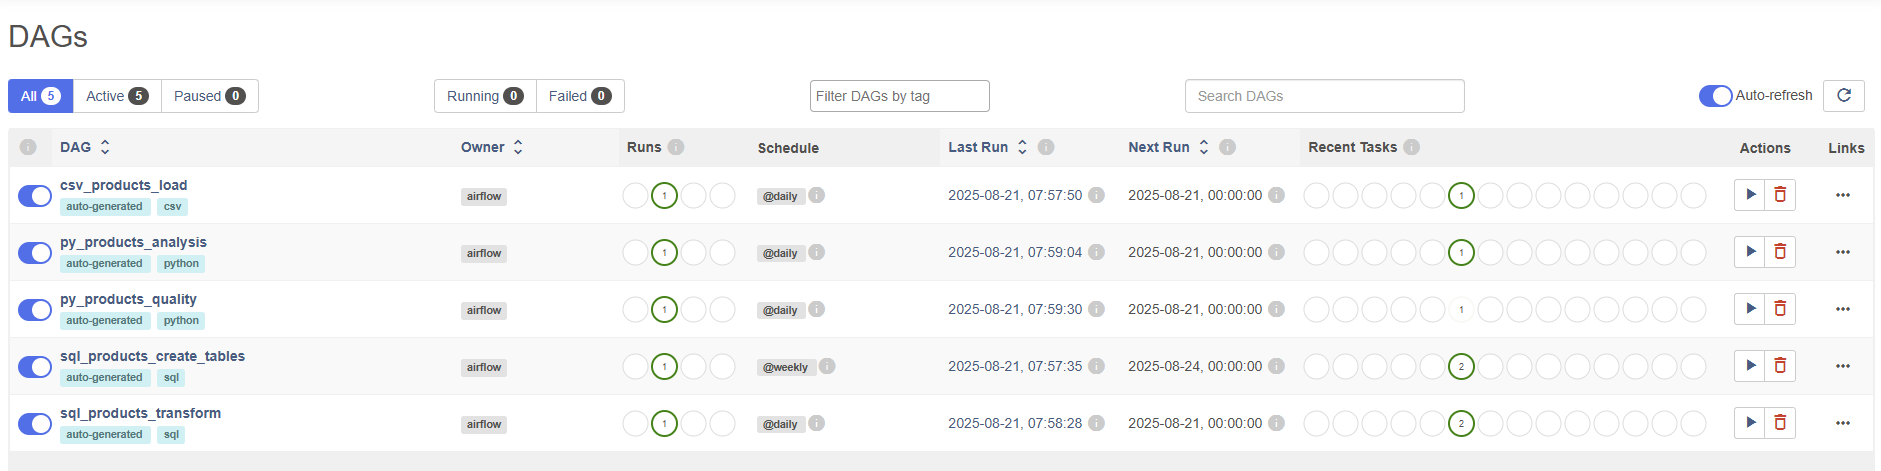 DAGs
All 5 Active 5 Paused 0 Running 0 Failed 0 Filter DAGs by tag Search DAGs Auto-refresh
i DAG Owner Runs i Schedule Last Run i Next Run i Recent Tasks i Actions Links
csv_products_load airflow 1 @daily i 2025-08-21, 07:57:50 i 2025-08-21, 00:00:00 i 1
auto-generated csv
py_products_analysis airflow 1 @daily i 2025-08-21, 07:59:04 i 2025-08-21, 00:00:00 i 1
auto-generated python
py_products_quality airflow 1 @daily i 2025-08-21, 07:59:30 i 2025-08-21, 00:00:00 i 1
auto-generated python
sql_products_create_tables airflow 1 @weekly i 2025-08-21, 07:57:35 i 2025-08-24, 00:00:00 i 2
auto-generated sql
sql_products_transform airflow 1 @daily i 2025-08-21, 07:58:28 i 2025-08-21, 00:00:00 i 2
auto-generated sql